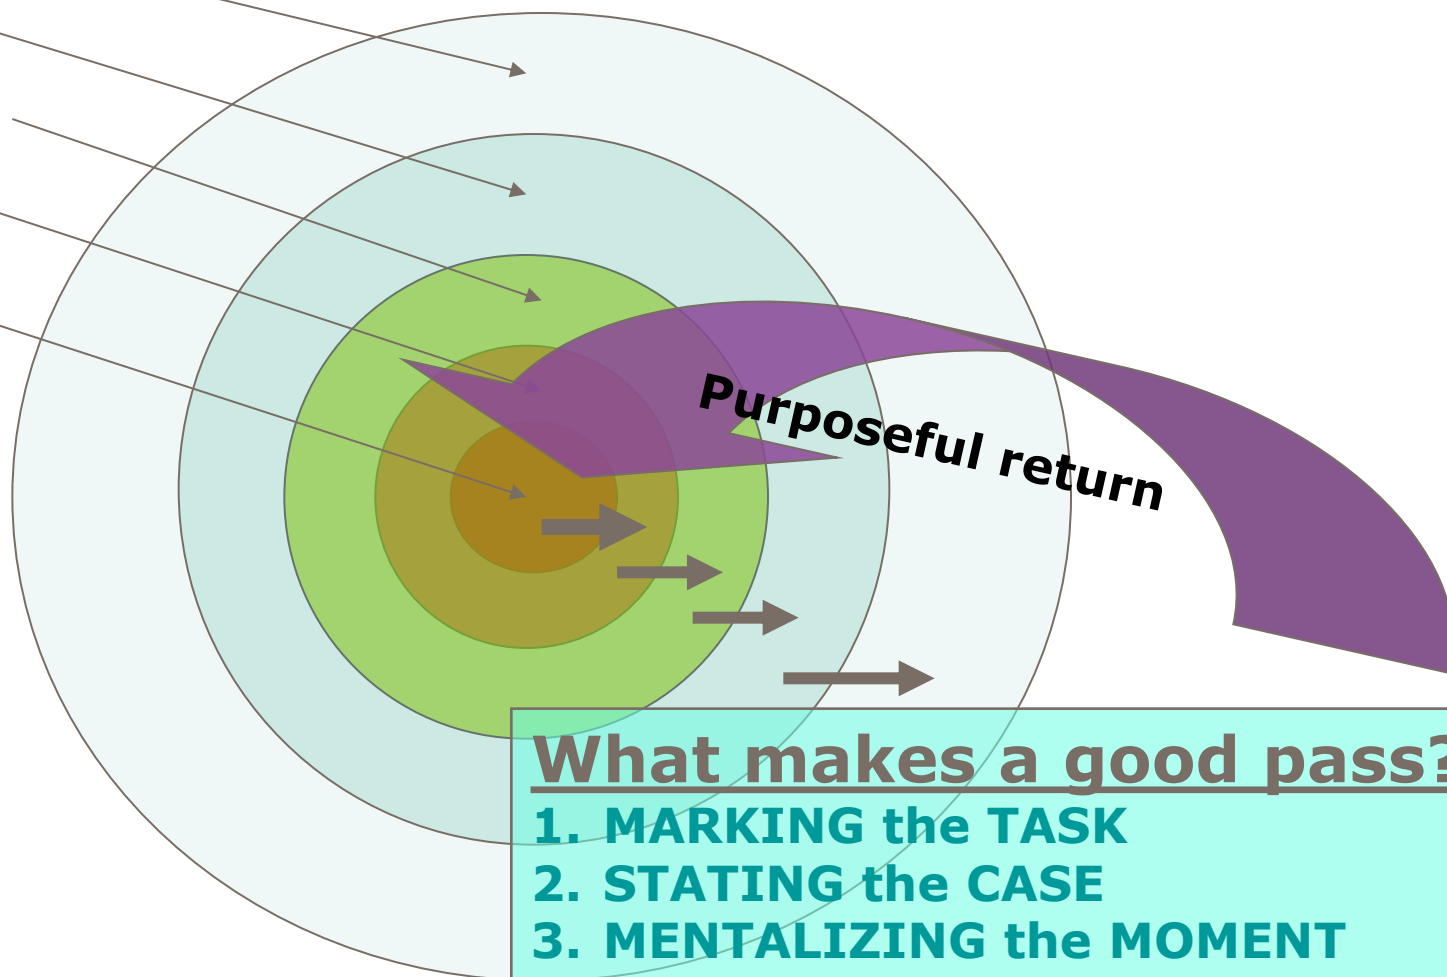 Purposeful return
What makes a good pass?
1. MARKING the TASK
2. STATING the CASE
3. MENTALIZING the MOMENT